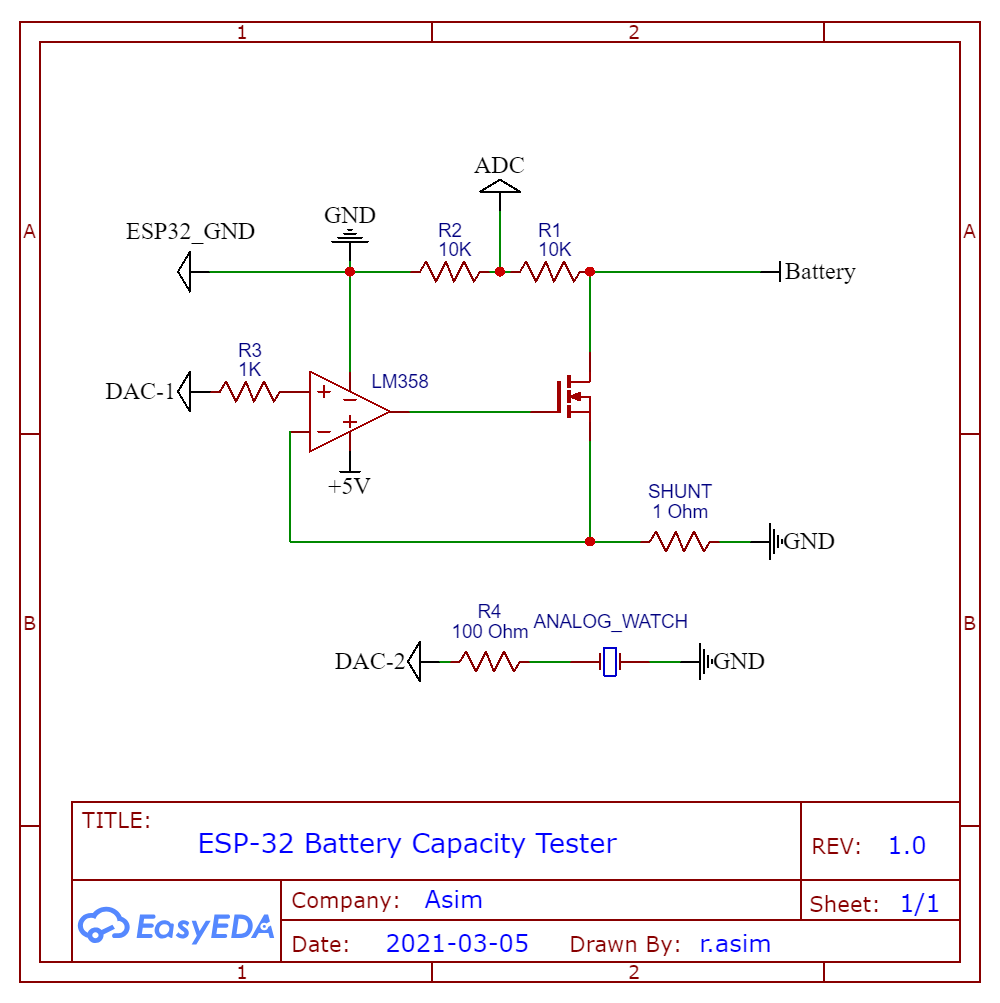 1 2
ADC
GND
ESP32_GND
R2 R1
10K 10K
A A
Battery
R3
1K
LM358
DAC-1
+5V
SHUNT
1 Ohm
GND
R4
100 Ohm
ANALOG_WATCH
B B
DAC-2
GND
TITLE:
ESP-32 Battery Capacity Tester
REV: 1.0
EasyEDA
Company: Asim
Sheet: 1/1
Date: 2021-03-05 Drawn By: r.asim
1 2